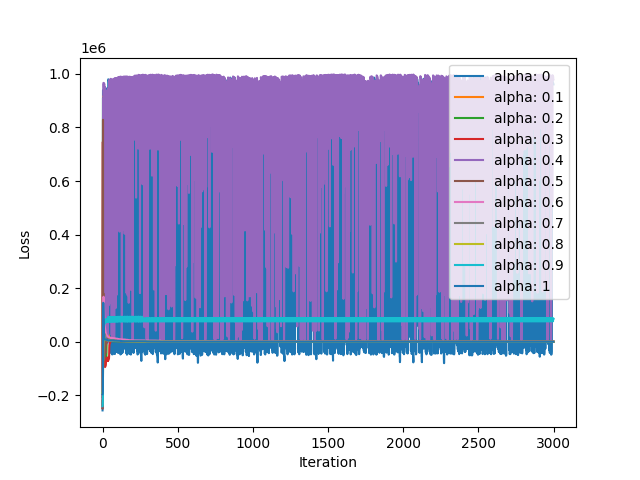 1e6
1.0
0.8
0.6
0.4
0.2
0.0
−0.2
Loss
0 500 1000 1500 2000 2500 3000
Iteration
alpha: 0
alpha: 0.1
alpha: 0.2
alpha: 0.3
alpha: 0.4
alpha: 0.5
alpha: 0.6
alpha: 0.7
alpha: 0.8
alpha: 0.9
alpha: 1